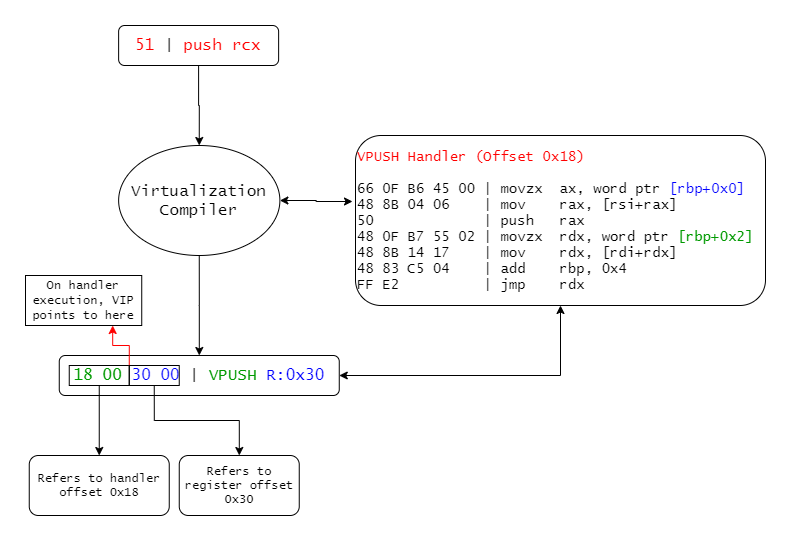 51 | push rcx
Virtualization
Compiler
VPUSH Handler (Offset 0x18)
66 0F B6 45 00 | movzx  ax, word ptr [rbp+0x0]
48 8B 04 06    | mov    rax, [rsi+rax]
50             | push   rax
48 0F B7 55 02 | movzx  rdx, word ptr [rbp+0x2]
48 8B 14 17    | mov    rdx, [rdi+rdx]
48 83 C5 04    | add    rbp, 0x4
FF E2          | jmp    rdx
On handler
execution, VIP
points to here
18 00 30 00 | VPUSH R:0x30
Refers to handler
offset 0x18
Refers to
register offset
0x30